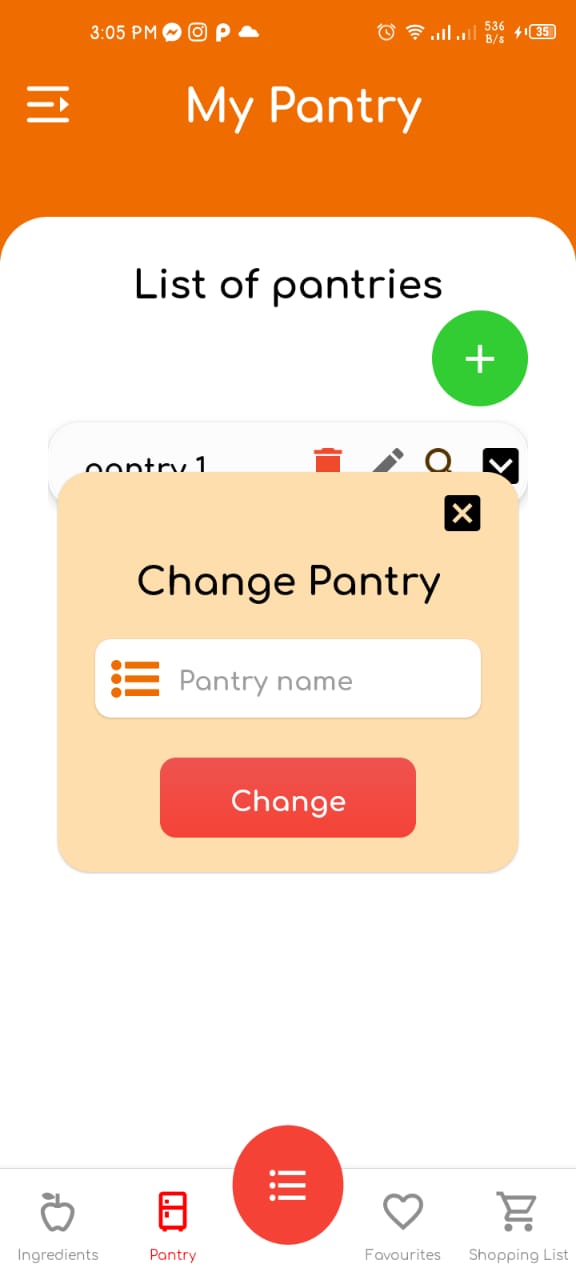 3:05 PM
536
B/s
35
My Pantry
List of pantries
pantry 1
Change Pantry
Pantry name
Change
Ingredients
Pantry
Favourites
Shopping List